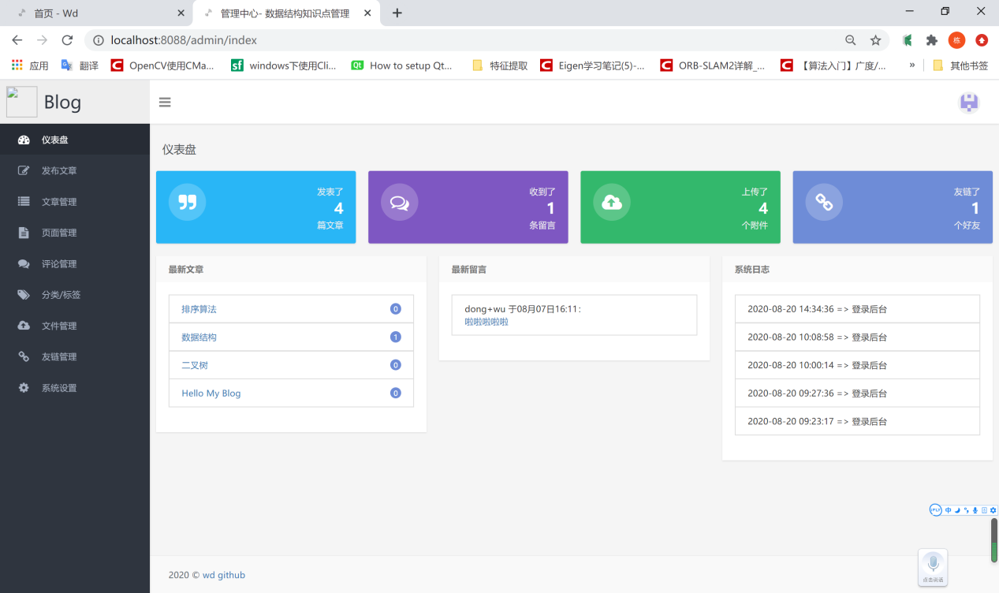 首页 - Wd
管理中心- 数据结构知识点管理
localhost:8088/admin/index
栋
应用
翻译
OpenCV使用CMa...
windows下使用Cli...
How to setup Qt...
特征提取
Eigen学习笔记(5)-...
ORB-SLAM2详解_...
【算法入门】广度/...
»
其他书签
Blog
仪表盘
发布文章
文章管理
页面管理
评论管理
分类/标签
文件管理
友链管理
系统设置
仪表盘
发表了
4
篇文章
收到了
1
条留言
上传了
4
个附件
友链了
1
个好友
最新文章
排序算法 0
数据结构 1
二叉树 0
Hello My Blog 0
最新留言
dong+wu 于08月07日16:11:
啦啦啦啦啦
系统日志
2020-08-20 14:34:36 => 登录后台
2020-08-20 10:08:58 => 登录后台
2020-08-20 10:00:14 => 登录后台
2020-08-20 09:27:36 => 登录后台
2020-08-20 09:23:17 => 登录后台
iFLY 中
点击说话
2020 © wd github